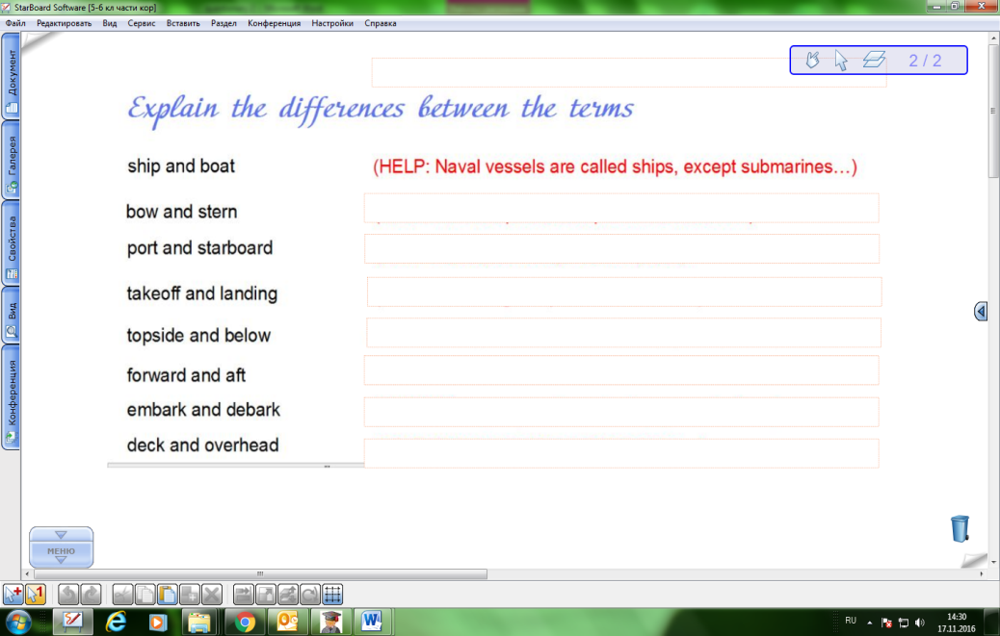 StarBoard Software [5-6 кл части кор]
Файл Редактировать Вид Сервис Вставить Раздел Конференция Настройки Справка
2 / 2
Документ
Галерея
Свойства
Вид
Конференция
Explain the differences between the terms
ship and boat (HELP: Naval vessels are called ships, except submarines…)
bow and stern
port and starboard
takeoff and landing
topside and below
forward and aft
embark and debark
deck and overhead
МЕНЮ
RU
14:30
17.11.2016